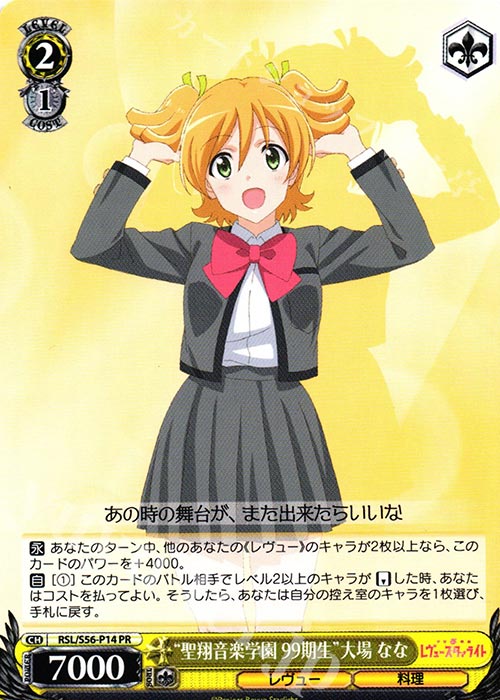 LEVEL
2
1
COST
あの時の舞台が、また出来たらいいな
永 あなたのターン中、他のあなたの《レヴュー》のキャラが2枚以上なら、こ
のカードのパワーを＋4000。
自 [①] このカードのバトル相手でレベル2以上のキャラが した時、あなたは
コストを払ってよい。そうしたら、あなたは自分の控え室のキャラを1枚選び、
手札に戻す。
CH RSL/S56-P14 PR
POWER 7000 SOUL “聖翔音楽学園 99期生”大場 なな レヴュースタァライト
レヴュー 料理
©Project Revue Starlight